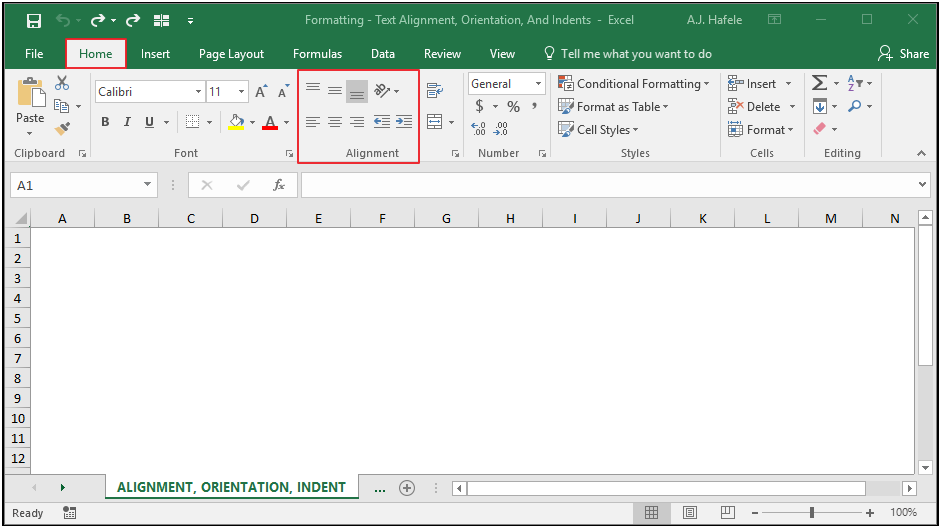 Formatting - Text Alignment, Orientation, And Indents - Excel A.J. Hafele
File Home Insert Page Layout Formulas Data Review View Tell me what you want to do Share
Calibri 11 A A General Conditional Formatting Insert Σ A Z
Paste $ % , Format as Table Delete
B I U A ab ←.0 .00 .00 →.0 Cell Styles Format
Clipboard Font Alignment Number Styles Cells Editing
A1 fx
A B C D E F G H I J K L M N
1
2
3
4
5
6
7
8
9
10
11
12
ALIGNMENT, ORIENTATION, INDENT ...
Ready 100%